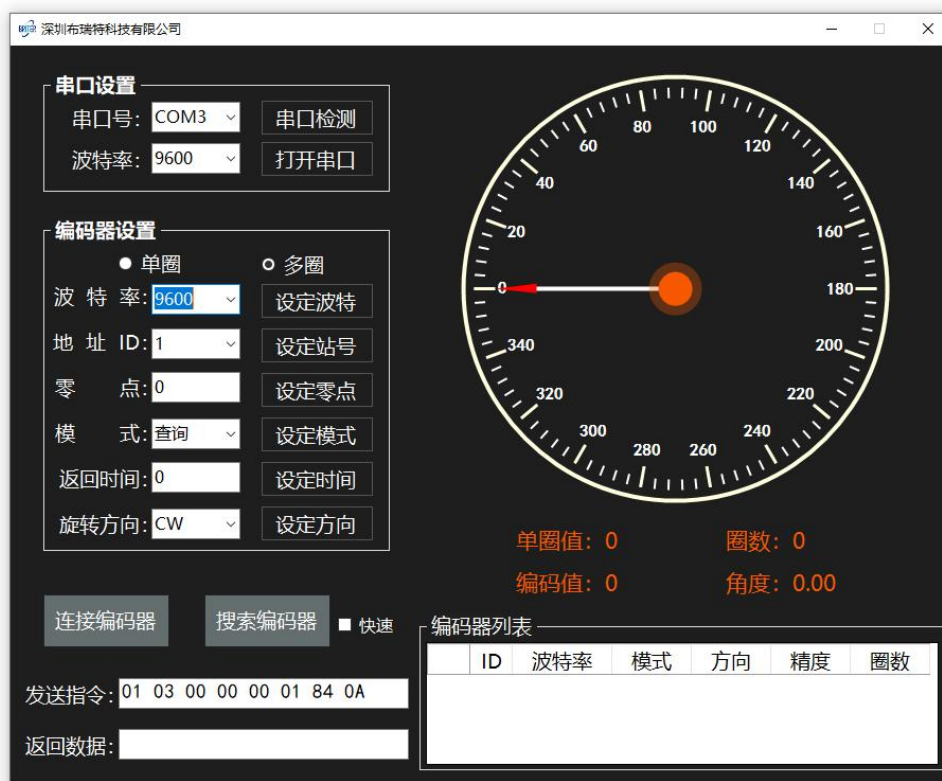 深圳布瑞特科技有限公司
串口设置
串口号: COM3 串口检测
波特率: 9600 打开串口
编码器设置
单圈 多圈
波 特 率: 9600 设定波特
地 址 ID: 1 设定站号
零 点: 0 设定零点
模 式: 查询 设定模式
返回时间: 0 设定时间
旋转方向: CW 设定方向
连接编码器 搜索编码器 快速
发送指令: 01 03 00 00 00 01 84 0A
返回数据:
0
20
40
60
80
100
120
140
160
180
200
220
240
260
280
300
320
340
单圈值: 0 圈数: 0
编码值: 0 角度: 0.00
编码器列表
ID 波特率 模式 方向 精度 圈数